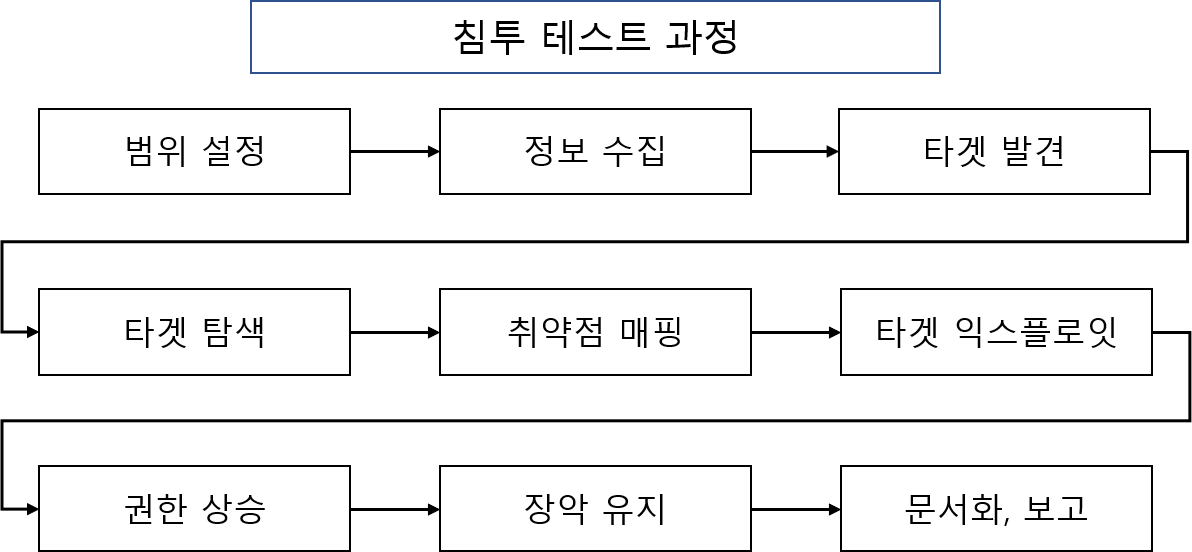 침투 테스트 과정
범위 설정
정보 수집
타겟 발견
타겟 탐색
취약점 매핑
타겟 익스플로잇
권한 상승
장악 유지
문서화, 보고